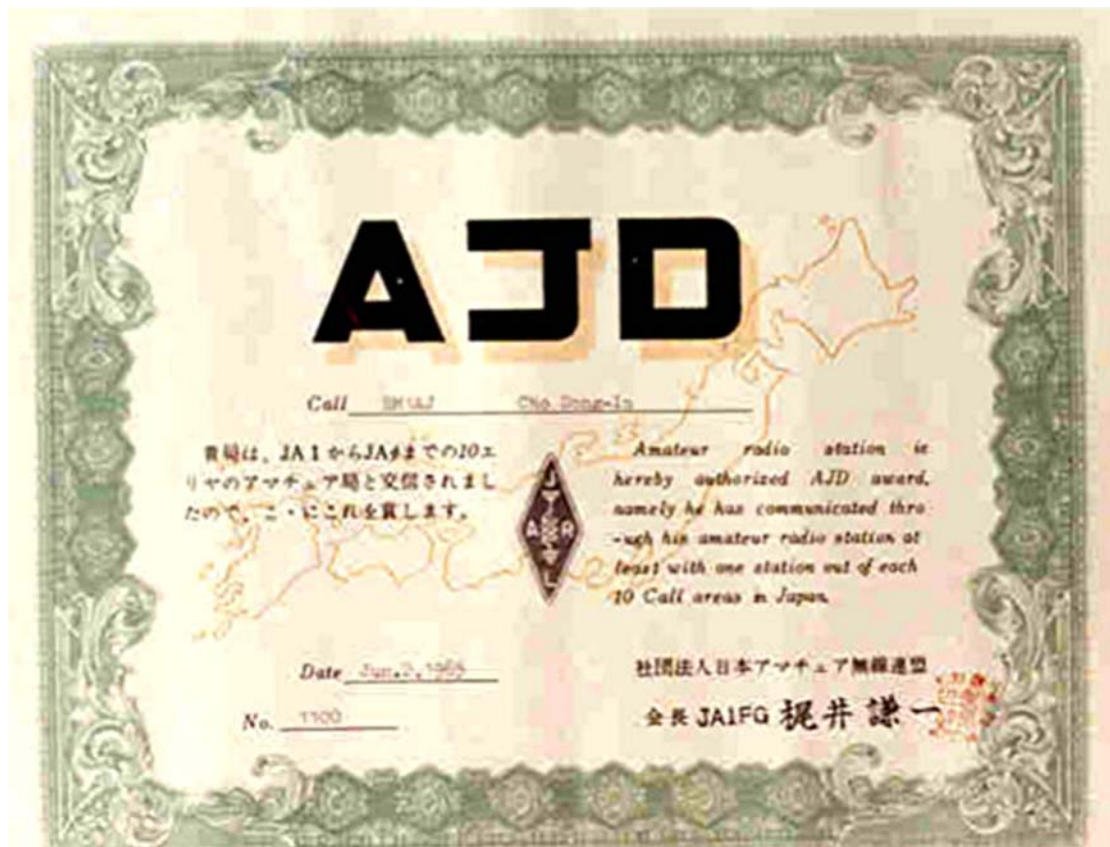 AJD
Call Cho Dong-in
貴局は、JA1からJAφまでの10エ
リヤのアマチュア局と交信されまし
たので、こゝにこれを賞します。
Amateur radio station is
hereby authorized AJD award,
namely he has communicated thro
-ugh his amateur radio station at
least with one station out of each
10 Call areas in Japan.
J
A R
L
Date Jun.2,1965
No. 1100
社団法人日本アマチュア無線連盟
会長 JA1FG 梶井謙一